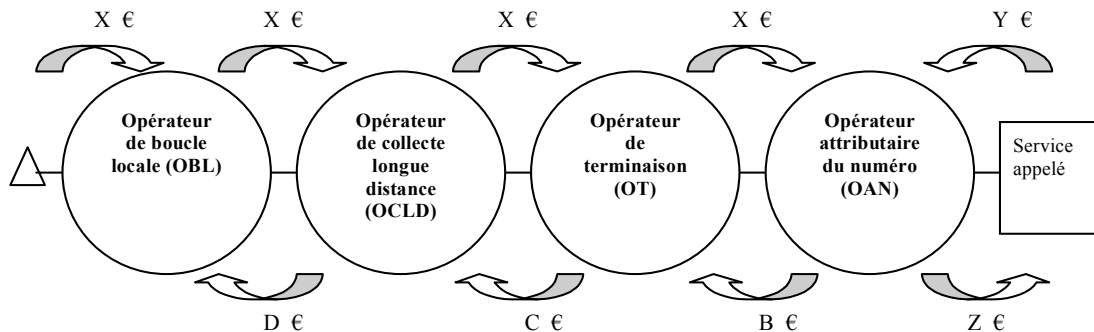 X €
X €
X €
X €
Y €
Opérateur
de boucle
locale (OBL)
Opérateur
de collecte
longue
distance
(OCLD)
Opérateur
de
terminaison
(OT)
Opérateur
attributaire
du numéro
(OAN)
Service
appelé
D €
C €
B €
Z €